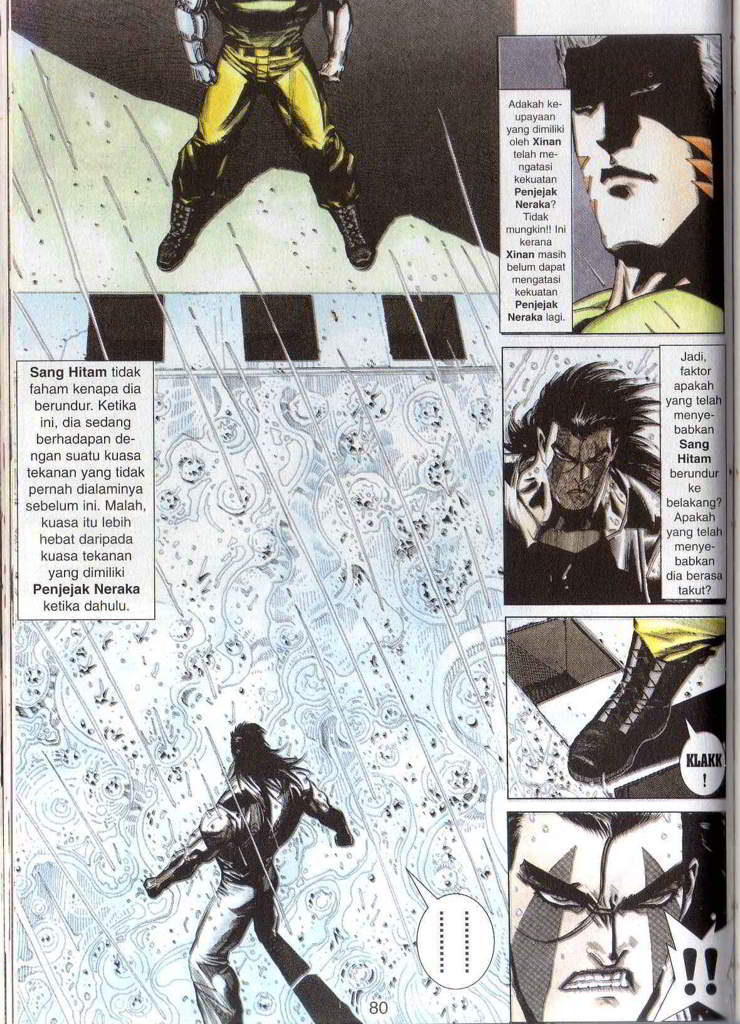 Sang Hitam tidak
faham kenapa dia
berundur. Ketika
ini, dia sedang
berhadapan de-
ngan suatu kuasa
tekanan yang tidak
pernah dialaminya
sebelum ini. Malah,
kuasa itu lebih
hebat daripada
kuasa tekanan
yang dimiliki
Penjejak Neraka
ketika dahulu.
Adakah ke-
upayaan
yang dimiliki
oleh Xinan
telah me-
ngatasi
kekuatan
Penjejak
Neraka?
Tidak
mungkin!! Ini
kerana
Xinan masih
belum dapat
mengatasi
kekuatan
Penjejak
Neraka lagi.
Jadi,
faktor
apakah
yang telah
menye-
babkan
Sang
Hitam
berundur
ke
belakang?
Apakah
yang telah
menye-
babkan
dia berasa
takut?
KLAKK
!
!!
80